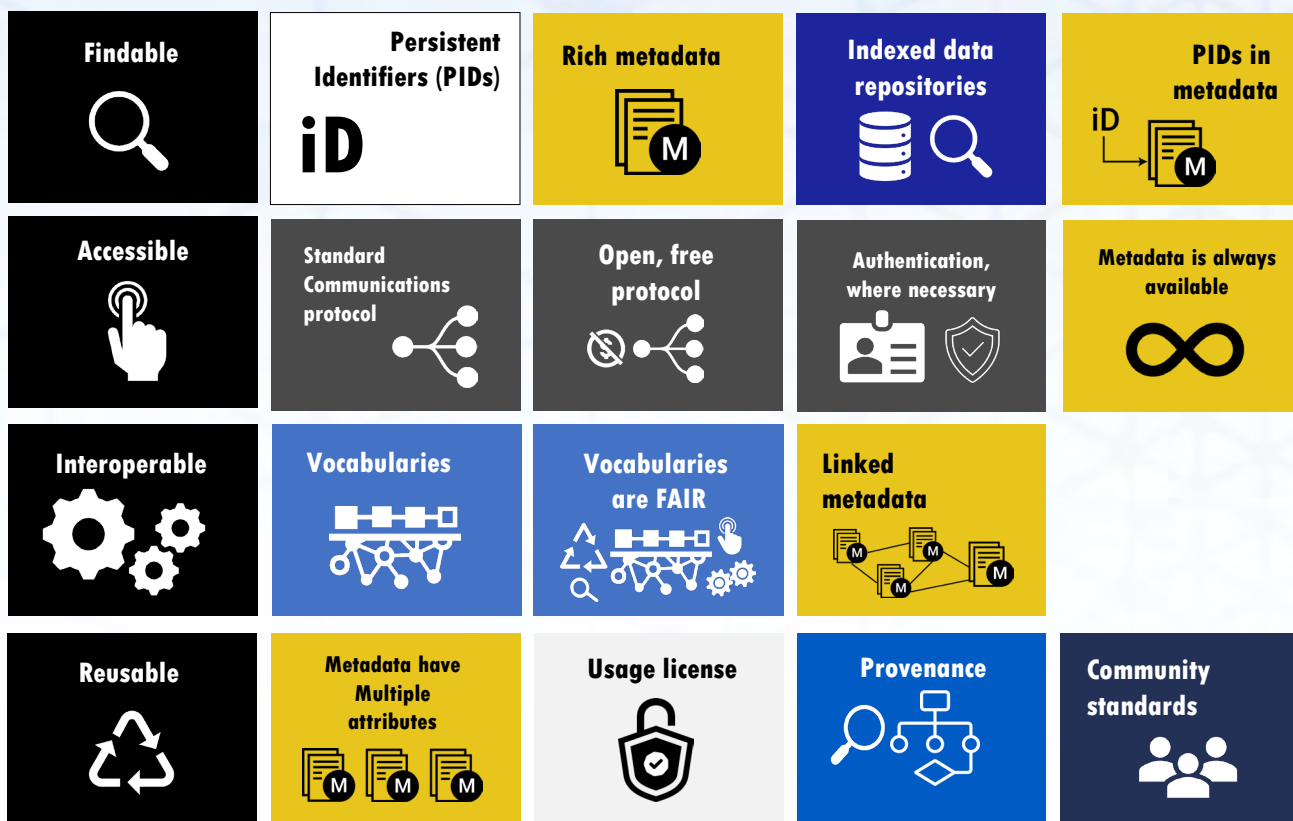 Findable
Persistent
Identifiers (PIDs)
iD
Rich metadata
M
Indexed data
repositories
PIDs in
metadata
iD
M
Accessible
Standard
Communications
protocol
Open, free
protocol
$
Authentication,
where necessary
Metadata is always
available
Interoperable
Vocabularies
Vocabularies
are FAIR
Linked
metadata
M
M
M
M
Reusable
Metadata have
Multiple
attributes
M
M
M
Usage license
Provenance
Community
standards